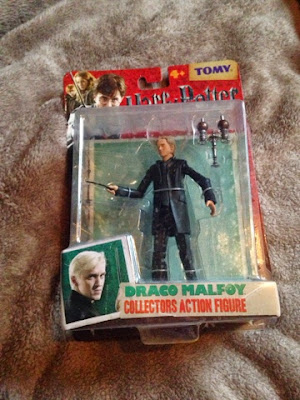 4+
TOMY
Harry Potter
DRACO MALFOY
COLLECTORS ACTION FIGURE